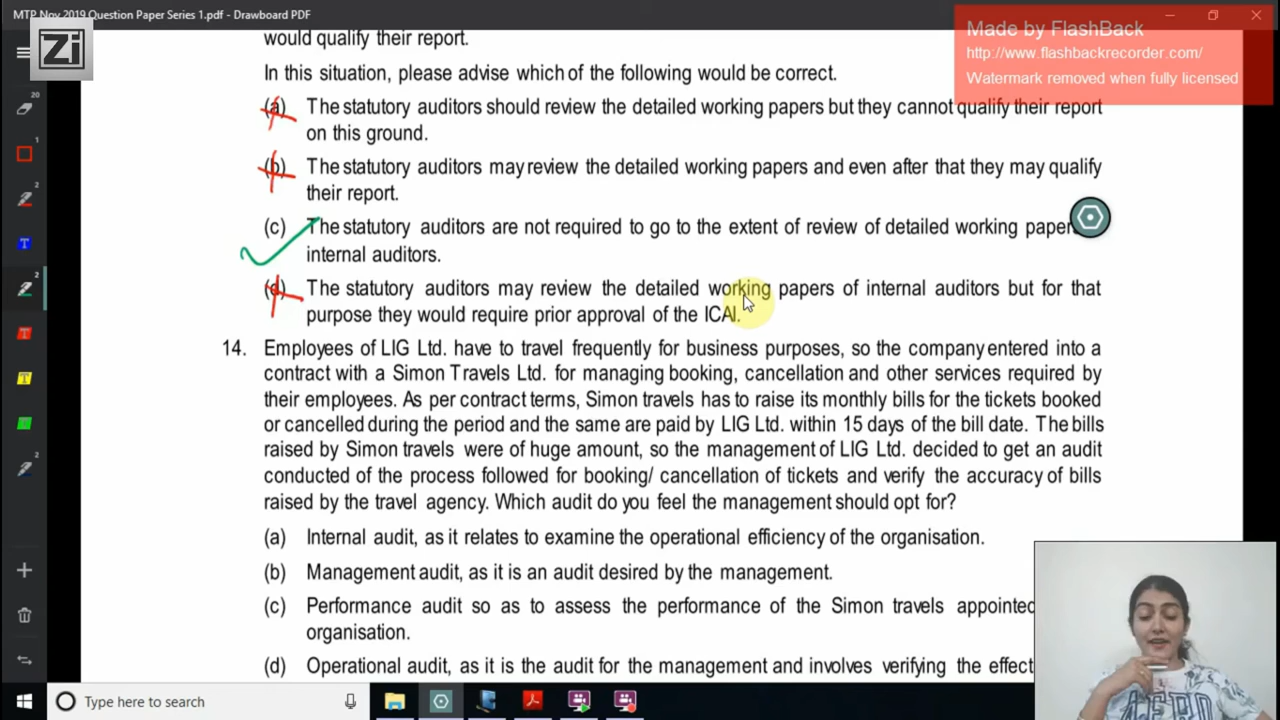 MTP Nov 2019 Question Paper Series 1.pdf - Drawboard PDF
Made by FlashBack
http://www.flashbackrecorder.com/
Watermark removed when fully licensed
Zi
would qualify their report.
In this situation, please advise which of the following would be correct.
(a) The statutory auditors should review the detailed working papers but they cannot qualify their report
on this ground.
(b) The statutory auditors may review the detailed working papers and even after that they may qualify
their report.
(c) The statutory auditors are not required to go to the extent of review of detailed working paper
internal auditors.
(d) The statutory auditors may review the detailed working papers of internal auditors but for that
purpose they would require prior approval of the ICAI.
14. Employees of LIG Ltd. have to travel frequently for business purposes, so the company entered into a
contract with a Simon Travels Ltd. for managing booking, cancellation and other services required by
their employees. As per contract terms, Simon travels has to raise its monthly bills for the tickets booked
or cancelled during the period and the same are paid by LIG Ltd. within 15 days of the bill date. The bills
raised by Simon travels were of huge amount, so the management of LIG Ltd. decided to get an audit
conducted of the process followed for booking/ cancellation of tickets and verify the accuracy of bills
raised by the travel agency. Which audit do you feel the management should opt for?
(a) Internal audit, as it relates to examine the operational efficiency of the organisation.
(b) Management audit, as it is an audit desired by the management.
(c) Performance audit so as to assess the performance of the Simon travels appointed
organisation.
(d) Operational audit, as it is the audit for the management and involves verifying the effect
20
1
2
T
2
T
T
2
Type here to search